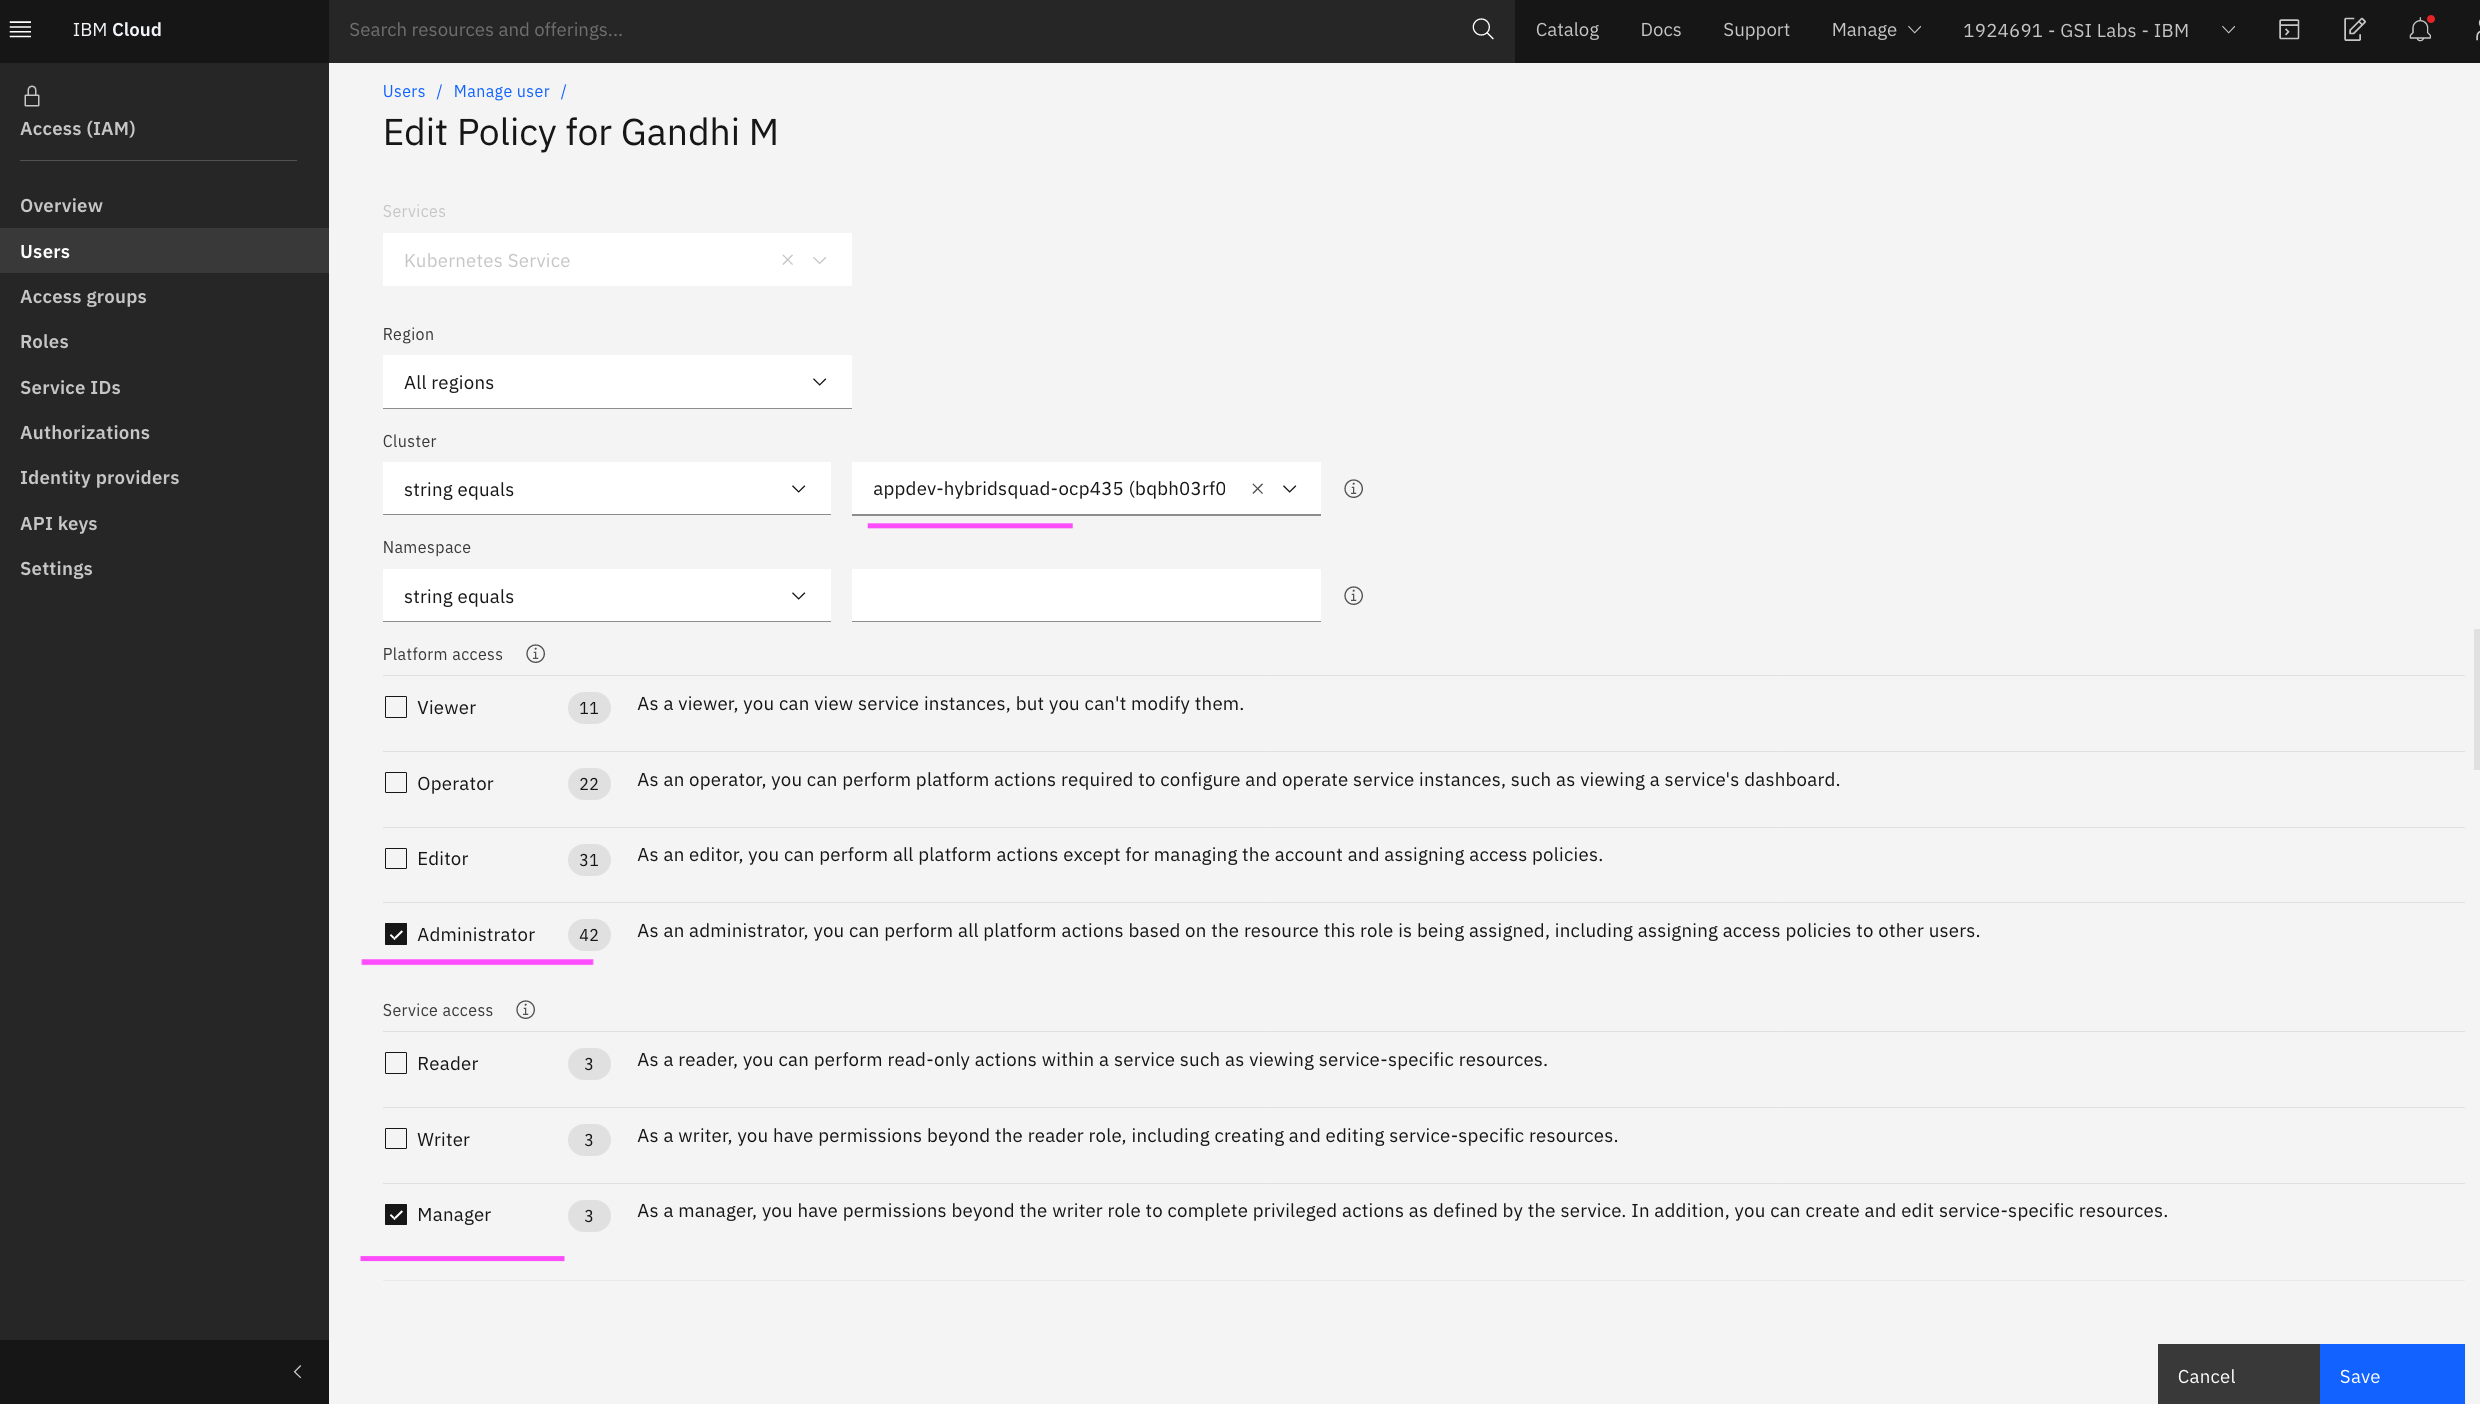 IBM Cloud
Search resources and offerings...
Catalog
Docs
Support
Manage
1924691 - GSI Labs - IBM
Access (IAM)
Overview
Users
Access groups
Roles
Service IDs
Authorizations
Identity providers
API keys
Settings
Users / Manage user /
Edit Policy for Gandhi M
Services
Kubernetes Service
Region
All regions
Cluster
string equals
appdev-hybridsquad-ocp435 (bqbh03rf0
Namespace
string equals
Platform access
Viewer 11 As a viewer, you can view service instances, but you can't modify them.
Operator 22 As an operator, you can perform platform actions required to configure and operate service instances, such as viewing a service's dashboard.
Editor 31 As an editor, you can perform all platform actions except for managing the account and assigning access policies.
Administrator 42 As an administrator, you can perform all platform actions based on the resource this role is being assigned, including assigning access policies to other users.
Service access
Reader 3 As a reader, you can perform read-only actions within a service such as viewing service-specific resources.
Writer 3 As a writer, you have permissions beyond the reader role, including creating and editing service-specific resources.
Manager 3 As a manager, you have permissions beyond the writer role to complete privileged actions as defined by the service. In addition, you can create and edit service-specific resources.
Cancel
Save